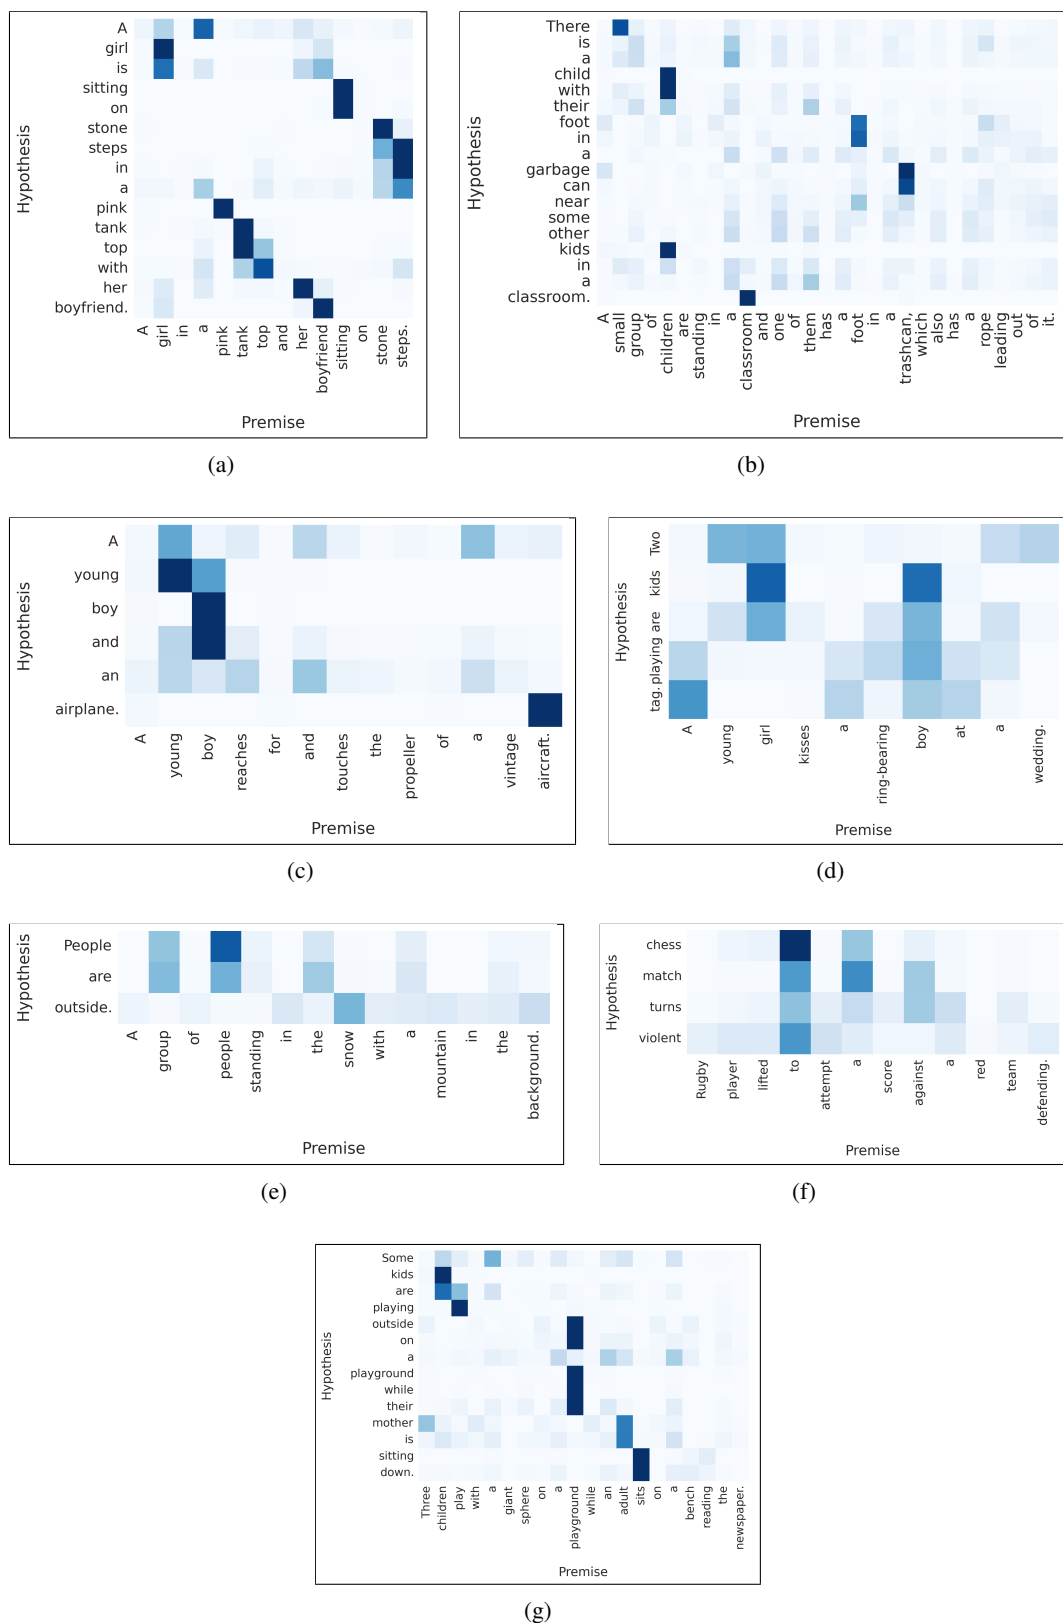 Hypothesis
A
girl
is
sitting
on
stone
steps
in
a
pink
tank
top
with
her
boyfriend.
A
girl
in
a
pink
tank
top
and
her
boyfriend
sitting
on
stone
steps.
Premise
(a)
Hypothesis
There
is
a
child
with
their
foot
in
a
garbage
can
near
some
other
kids
in
a
classroom.
A
small
group
of
children
are
standing
in
a
classroom
and
one
of
them
has
a
foot
in
a
trashcan,
which
also
has
a
rope
leading
out
of
it.
Premise
(b)
Hypothesis
A
young
boy
and
an
airplane.
A
young
boy
reaches
for
and
touches
the
propeller
of
a
vintage
aircraft.
Premise
(c)
Hypothesis
Two
kids
are
playing
tag.
A
young
girl
kisses
a
ring-bearing
boy
at
a
wedding.
Premise
(d)
Hypothesis
People
are
outside.
A
group
of
people
standing
in
the
snow
with
a
mountain
in
the
background.
Premise
(e)
Hypothesis
chess
match
turns
violent
Rugby
player
lifted
to
attempt
a
score
against
a
red
team
defending.
Premise
(f)
Hypothesis
Some
kids
are
playing
outside
on
a
playground
while
their
mother
is
sitting
down.
Three
children
play
with
a
giant
sphere
on
a
playground
while
an
adult
sits
on
a
bench
reading
the
newspaper.
Premise
(g)